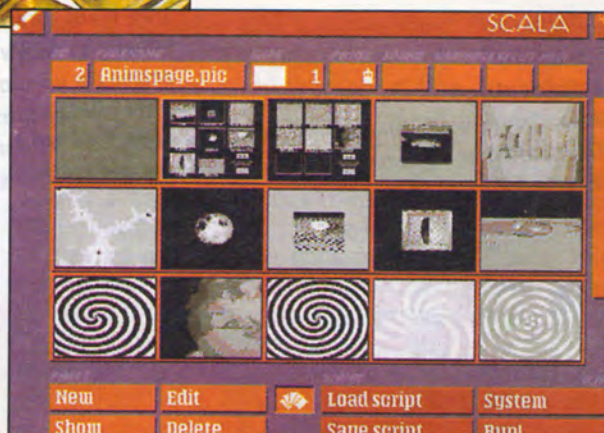 SCALA
2 Animspage.pic 1
New Edit Load script System
Show Delete Save script Run!